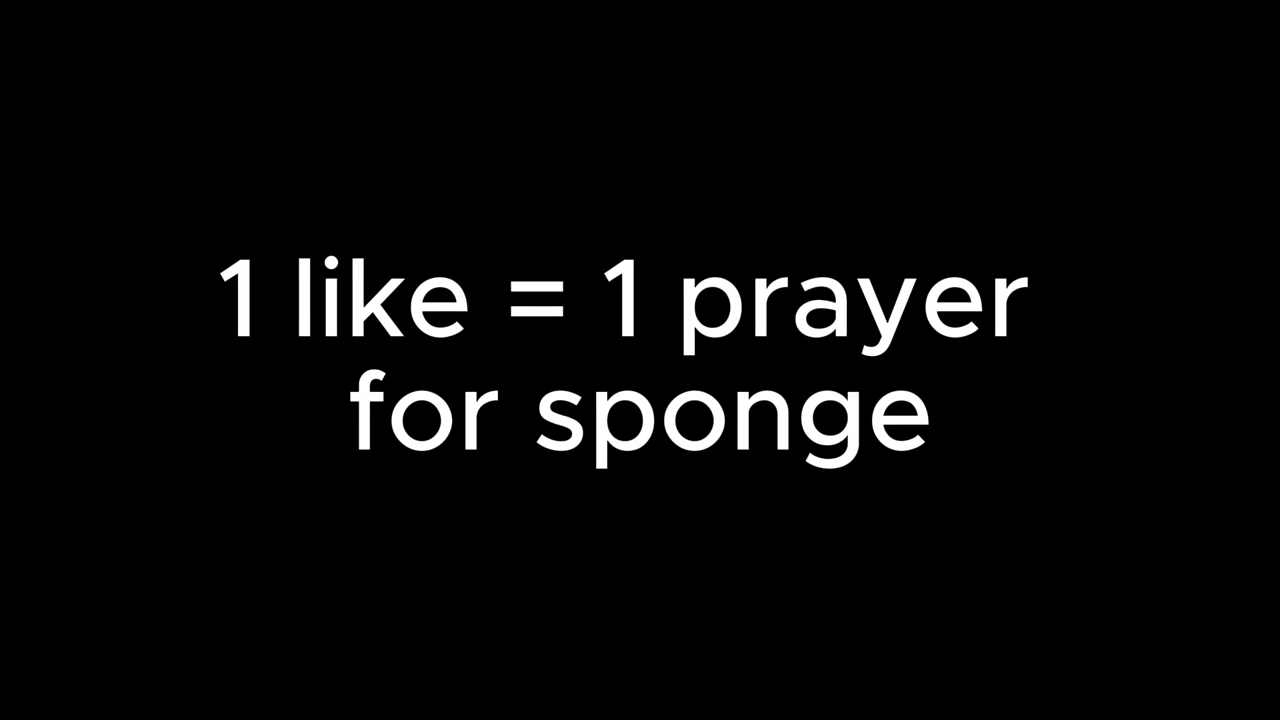 1 like = 1 prayer
for sponge